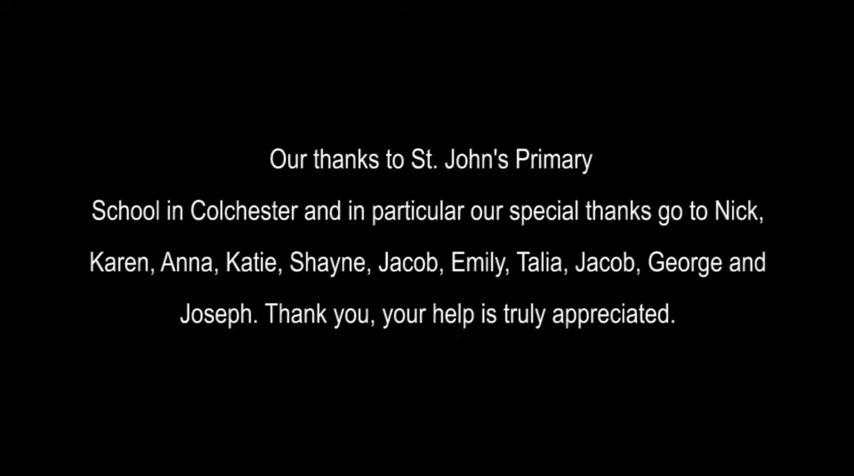 Our thanks to St. John's Primary
School in Colchester and in particular our special thanks go to Nick,
Karen, Anna, Katie, Shayne, Jacob, Emily, Talia, Jacob, George and
Joseph. Thank you, your help is truly appreciated.